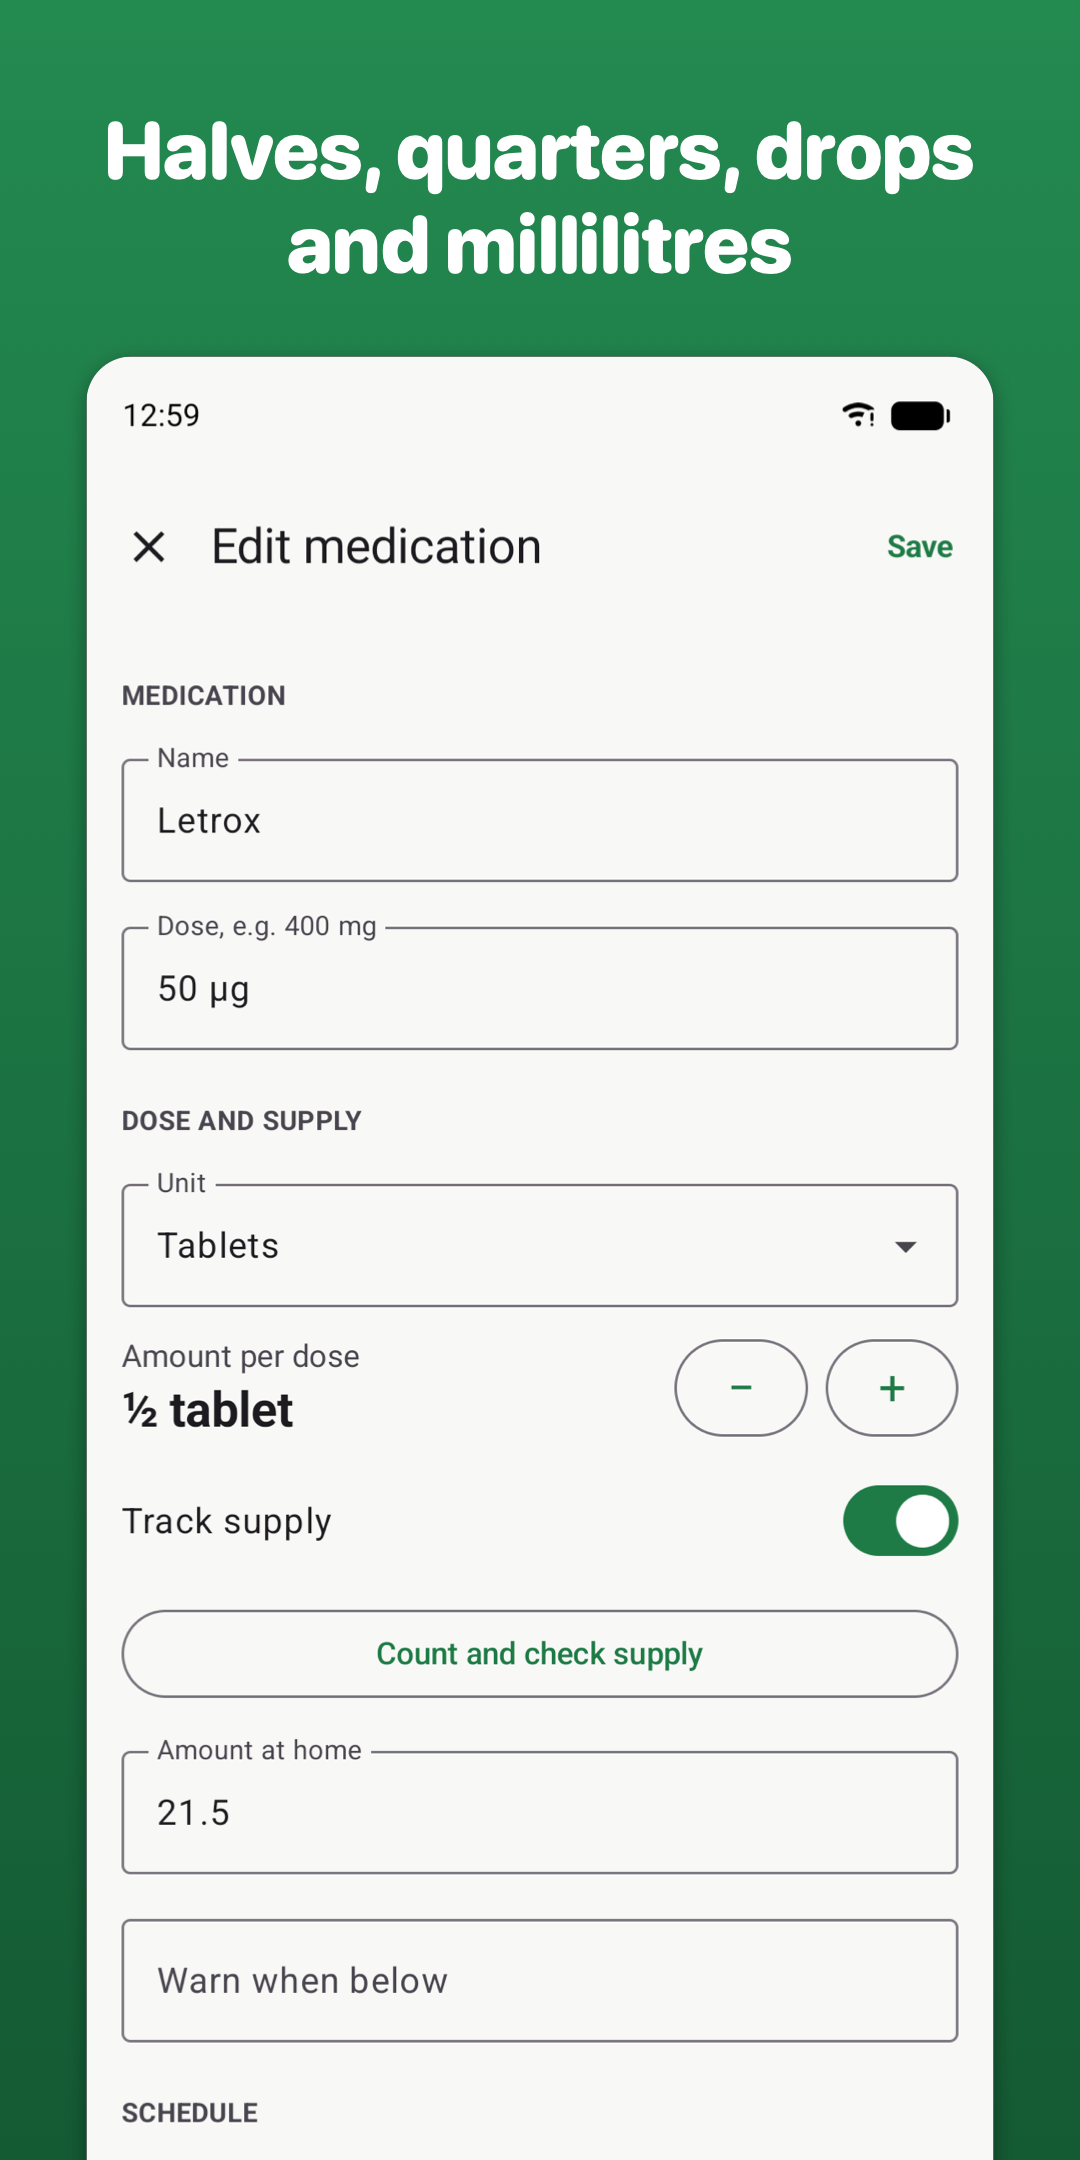 Halves, quarters, drops
and millilitres
12:59
Edit medication
Save
MEDICATION
Name
Letrox
Dose, e.g. 400 mg
50 µg
DOSE AND SUPPLY
Unit
Tablets
Amount per dose
½ tablet
−
+
Track supply
Count and check supply
Amount at home
21.5
Warn when below
SCHEDULE